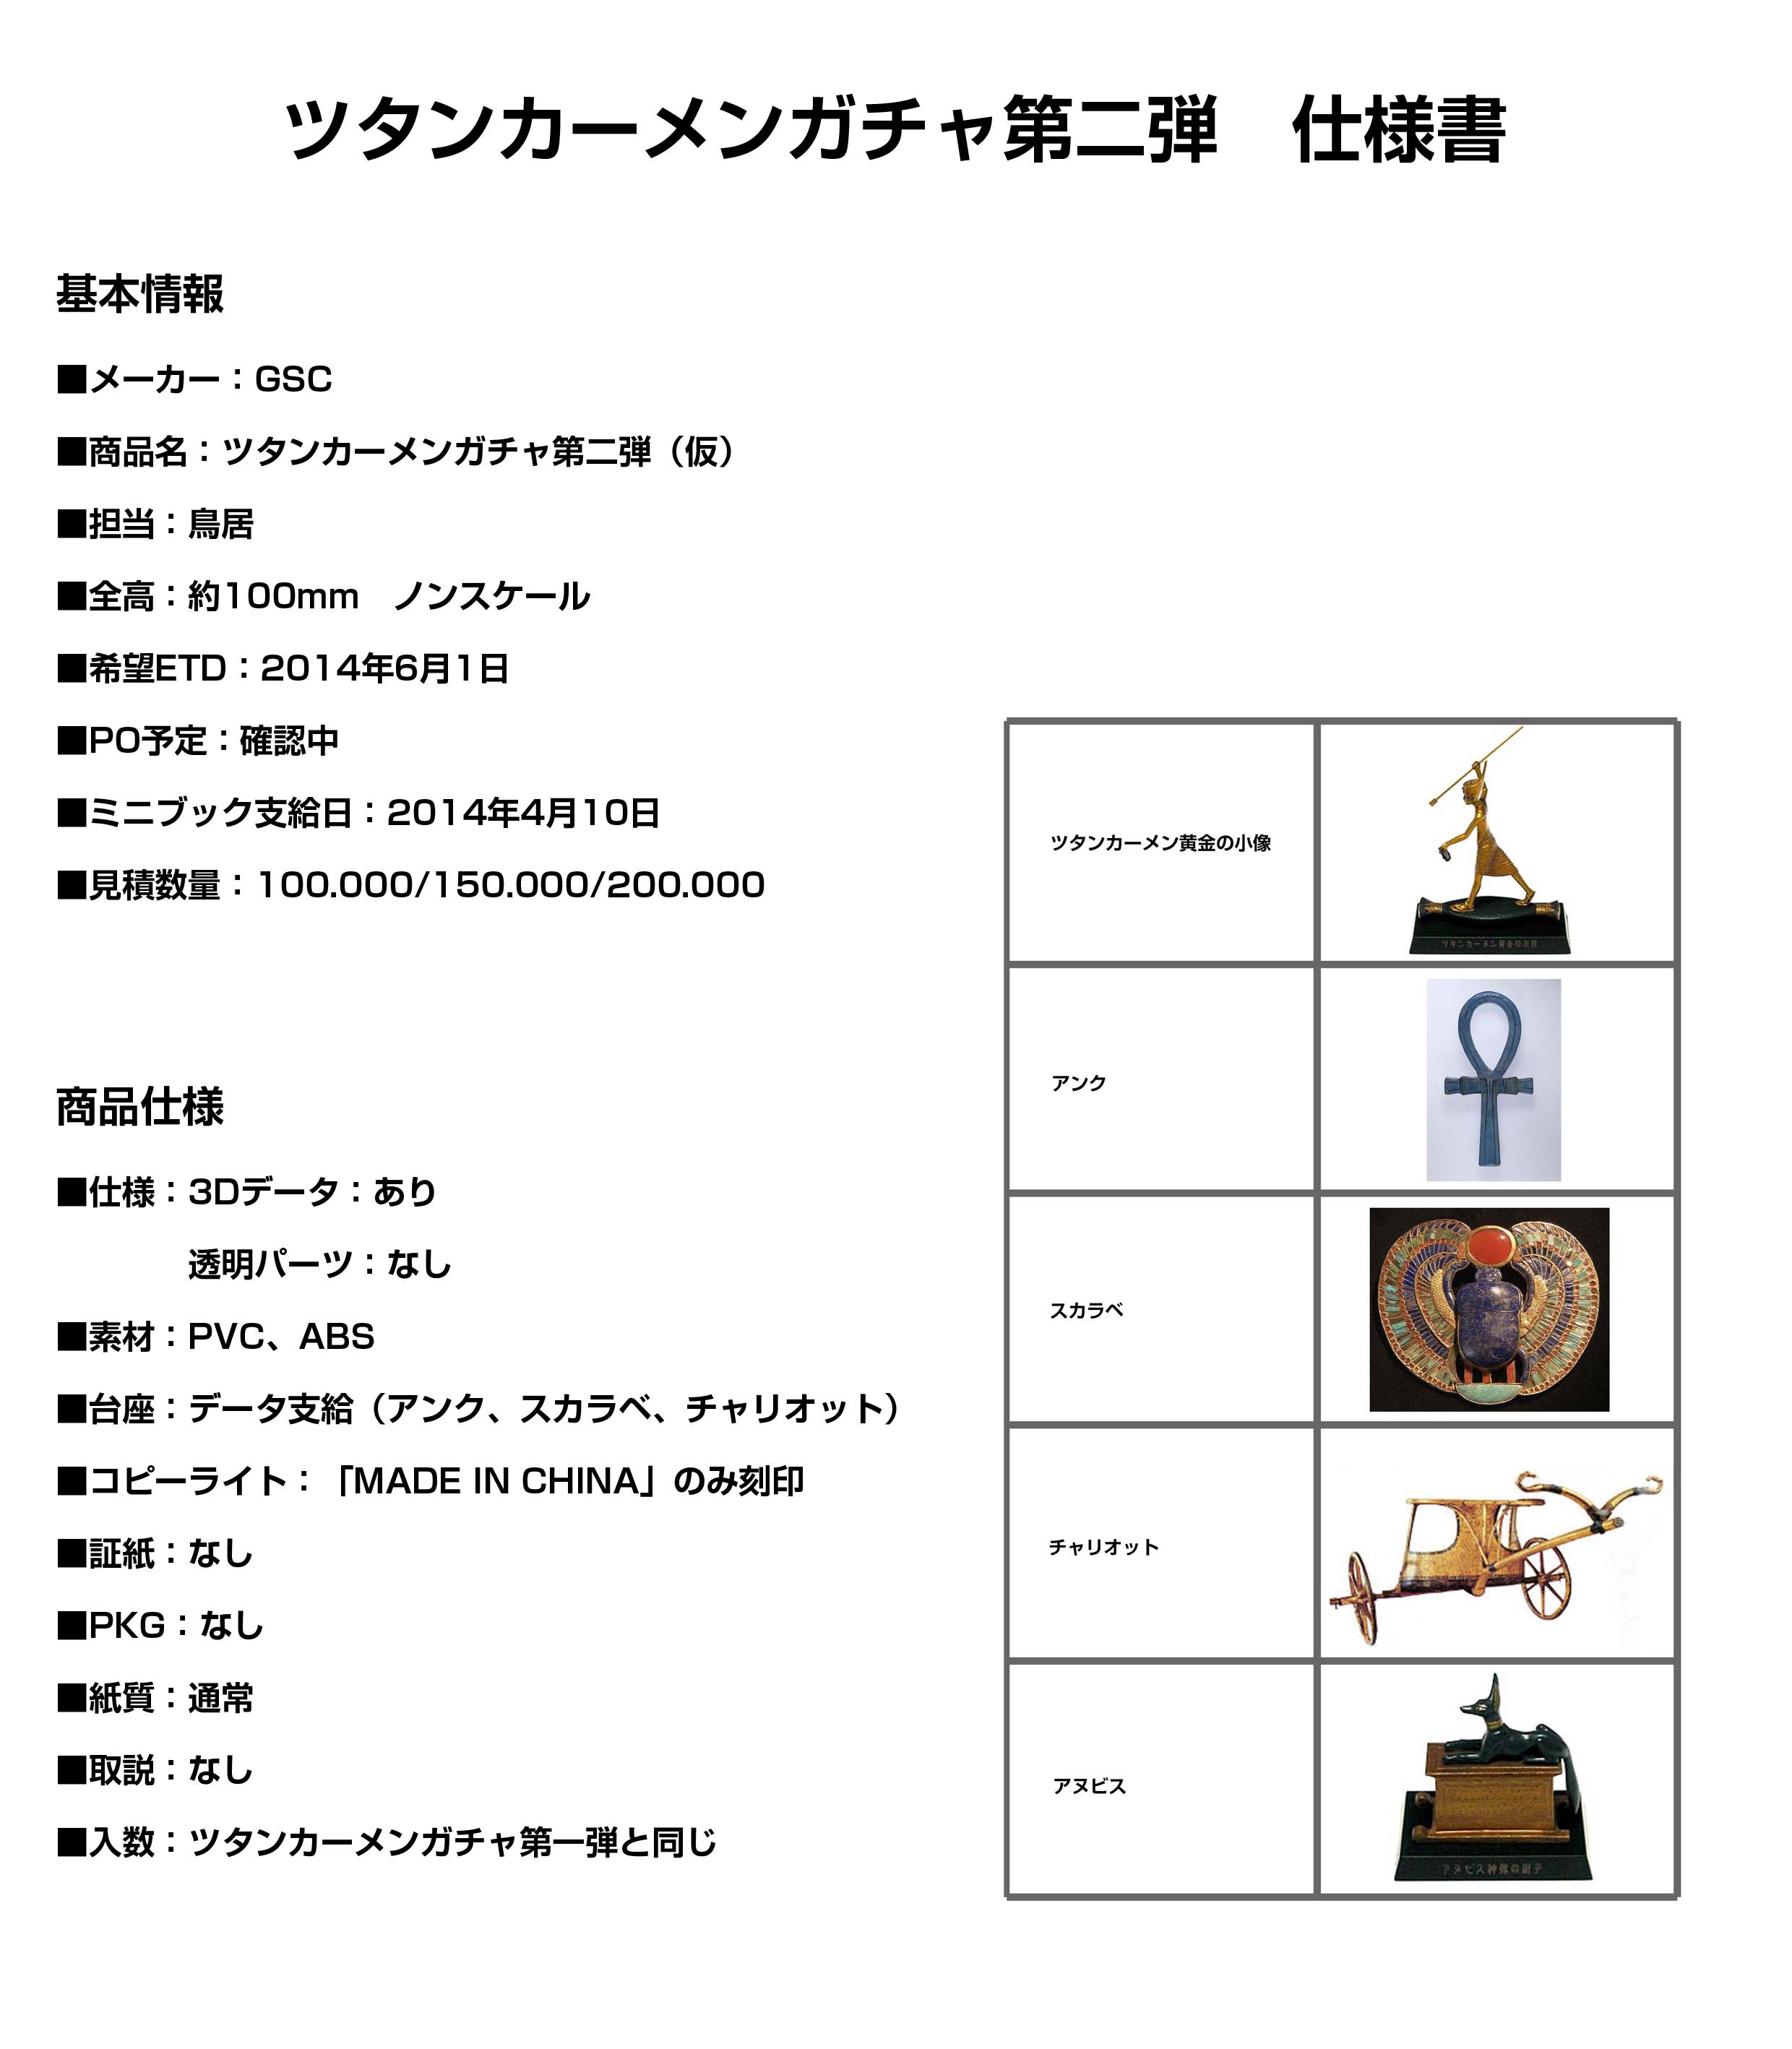 ツタンカーメンガチャ第二弾　仕様書
基本情報
■メーカー：GSC
■商品名：ツタンカーメンガチャ第二弾（仮）
■担当：鳥居
■全高：約100mm　ノンスケール
■希望ETD：2014年6月1日
■PO予定：確認中
■ミニブック支給日：2014年4月10日
■見積数量：100.000/150.000/200.000
商品仕様
■仕様：3Dデータ：あり
透明パーツ：なし
■素材：PVC、ABS
■台座：データ支給（アンク、スカラベ、チャリオット）
■コピーライト：「MADE IN CHINA」のみ刻印
■証紙：なし
■PKG：なし
■紙質：通常
■取説：なし
■入数：ツタンカーメンガチャ第一弾と同じ
ツタンカーメン黄金の小像
ツタンカーメン黄金の小像
アンク
スカラベ
チャリオット
アヌビス
アヌビス神像の厨子